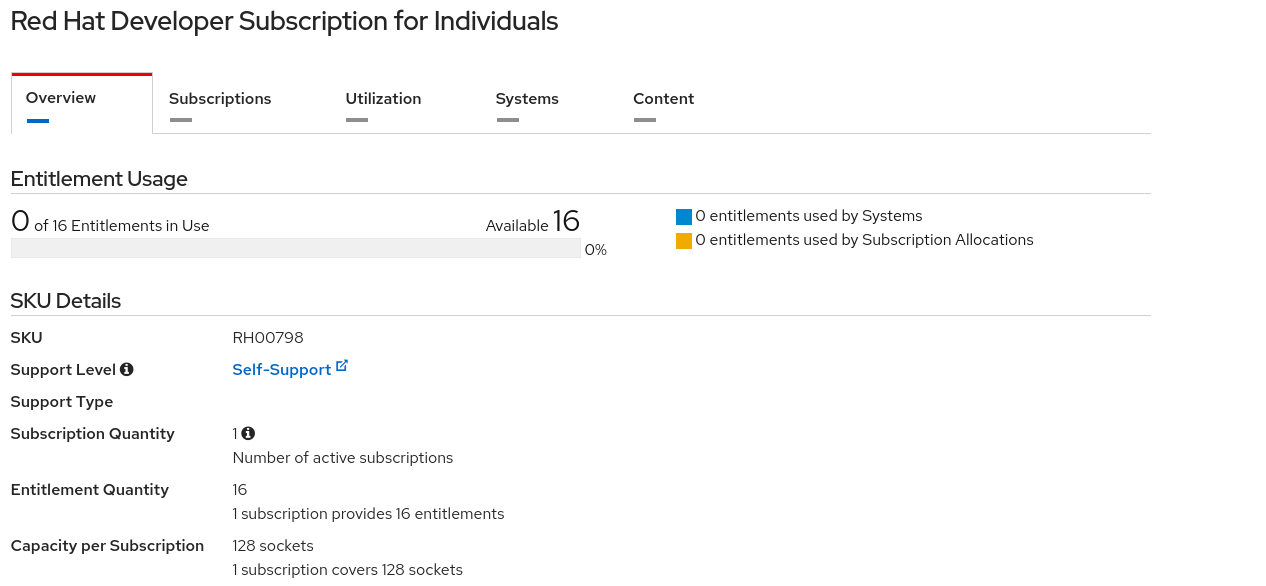 Red Hat Developer Subscription for Individuals
Overview Subscriptions Utilization Systems Content
Entitlement Usage
0 of 16 Entitlements in Use Available 16
0%
0 entitlements used by Systems
0 entitlements used by Subscription Allocations
SKU Details
SKU RH00798
Support Level Self-Support
Support Type
Subscription Quantity 1
Number of active subscriptions
Entitlement Quantity 16
1 subscription provides 16 entitlements
Capacity per Subscription 128 sockets
1 subscription covers 128 sockets